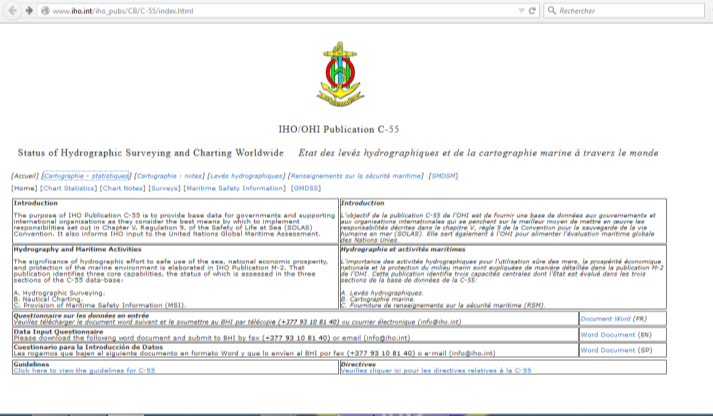 www.iho.int/iho_pubs/CB/C-55/index.html
Rechercher
IHO/OHI Publication C-55
Status of Hydrographic Surveying and Charting Worldwide Etat des levés hydrographiques et de la cartographie marine à travers le monde
[Accueil] [Cartographie - statistiques] [Cartographie - notes] [Levés hydrographiques] [Renseignements sur la sécurité maritime] [SMDSM]
[Home] [Chart Statistics] [Chart Notes] [Surveys] [Maritime Safety Information] [GMDSS]
Introduction
The purpose of IHO Publication C-55 is to provide base data for governments and supporting
international organizations as they consider the best means by which to implement
responsibilities set out in Chapter V, Regulation 9, of the Safety of Life at Sea (SOLAS)
Convention. It also informs IHO input to the United Nations Global Maritime Assessment.
Introduction
L'objectif de la publication C-55 de l'OHI est de fournir une base de données aux gouvernements et
aux organisations internationales qui se penchent sur le meilleur moyen de mettre en œuvre les
responsabilités décrites dans le chapitre V, règle 9 de la Convention pour la sauvegarde de la vie
humaine en mer (SOLAS). Elle sert également à l'OHI pour alimenter l'évaluation maritime globale
des Nations Unies.
Hydrography and Maritime Activities
The significance of hydrographic effort to safe use of the sea, national economic prosperity,
and protection of the marine environment is elaborated in IHO Publication M-2. That
publication identifies three core capabilities, the status of which is assessed in the three
sections of the C-55 data-base:
A. Hydrographic Surveying.
B. Nautical Charting.
C. Provision of Maritime Safety Information (MSI).
Hydrographie et activités maritimes
L'importance des activités hydrographiques pour l'utilisation sûre des mers, la prospérité économique
nationale et la protection du milieu marin sont expliquées de manière détaillée dans la publication M-2
de l'OHI. Cette publication identifie trois capacités centrales dont l'état est évalué dans les trois
sections de la base de données de la C-55:
A. Levés hydrographiques.
B. Cartographie marine.
C. Fourniture de renseignements sur la sécurité maritime (RSM).
Questionnaire sur les données en entrée
Veuillez télécharger le document word suivant et le soumettre au BHI par télécopie (+377 93 10 81 40) ou courrier électronique (info@iho.int)
Document Word (FR)
Data Input Questionnaire
Please download the following word document and submit to BHI by fax (+377 93 10 81 40) or email (info@iho.int)
Word Document (EN)
Cuestionario para la Introducción de Datos
Les rogamos que bajen el siguiente documento en formato Word y que lo envíen al BHI por fax (+377 93 10 81 40) o e-mail (info@iho.int)
Word Document (SP)
Guidelines
Click here to view the guidelines for C-55
Directives
Veuillez cliquer ici pour les directives relatives à la C-55